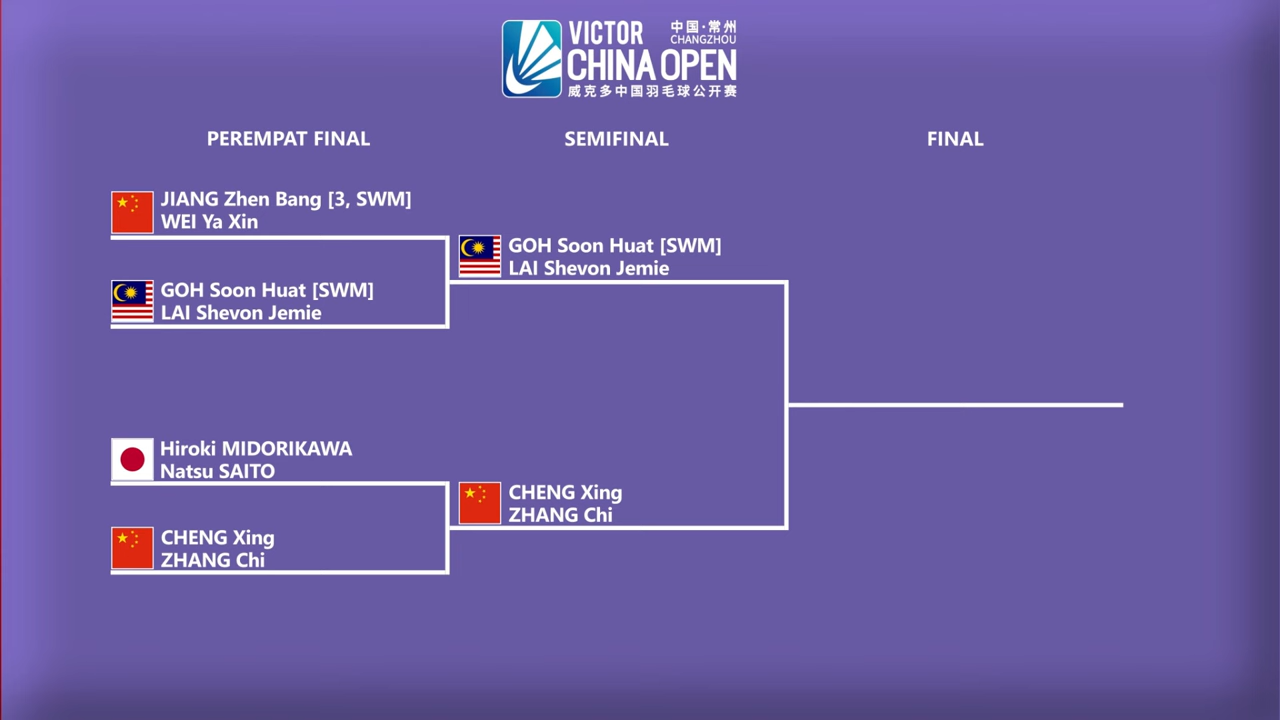 VICTOR
中国·常州
CHANGZHOU
CHINA OPEN
威克多中国羽毛球公开赛
PEREMPAT FINAL
SEMIFINAL
FINAL
JIANG Zhen Bang [3, SWM]
WEI Ya Xin
GOH Soon Huat [SWM]
LAI Shevon Jemie
GOH Soon Huat [SWM]
LAI Shevon Jemie
Hiroki MIDORIKAWA
Natsu SAITO
CHENG Xing
ZHANG Chi
CHENG Xing
ZHANG Chi